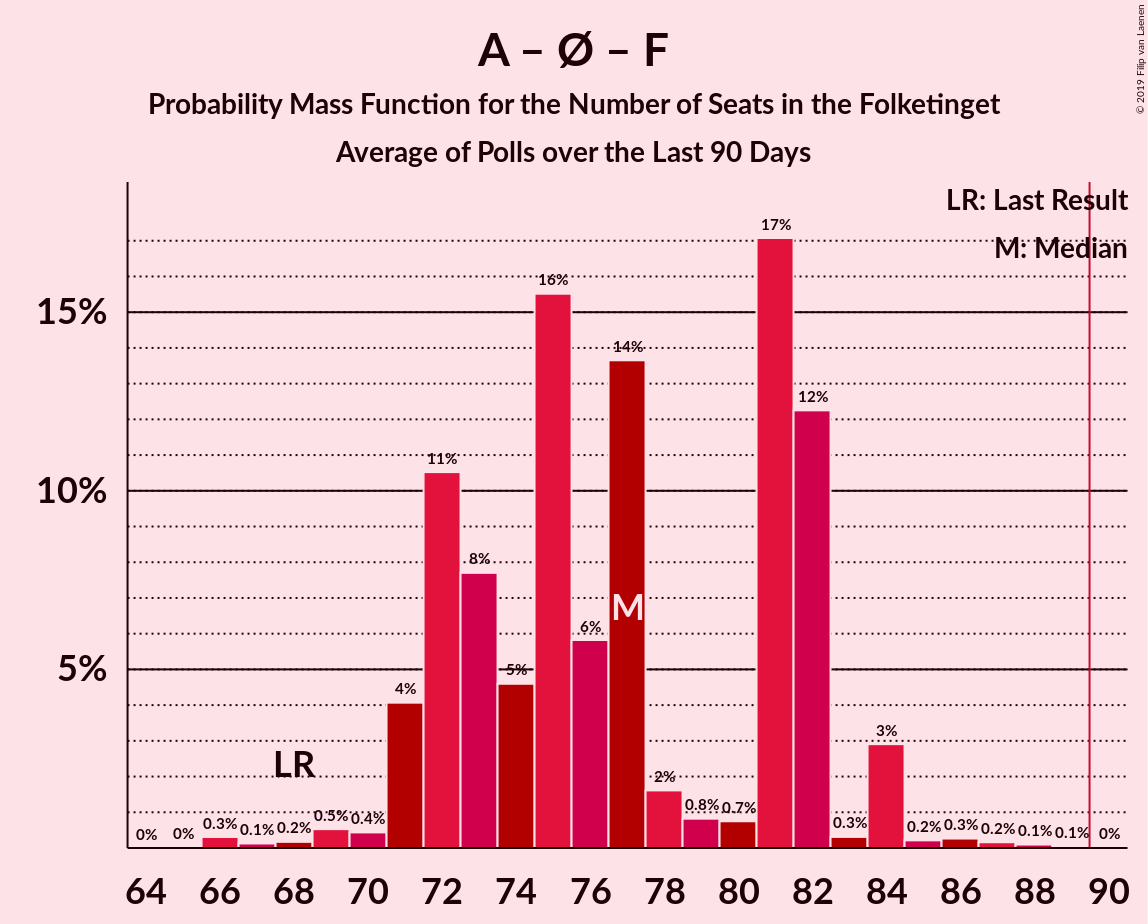 A – Ø – F
Probability Mass Function for the Number of Seats in the Folketinget
Average of Polls over the Last 90 Days
© 2019 Filip van Laenen
LR: Last Result
M: Median
17%
16%
15%
14%
12%
11%
10%
8%
6%
M
5%
5%
4%
3%
LR
2%
0% 0% 0.3% 0.1% 0.2% 0.5% 0.4% 0.8% 0.7% 0.3% 0.2% 0.3% 0.2% 0.1% 0.1% 0%
64 66 68 70 72 74 76 78 80 82 84 86 88 90